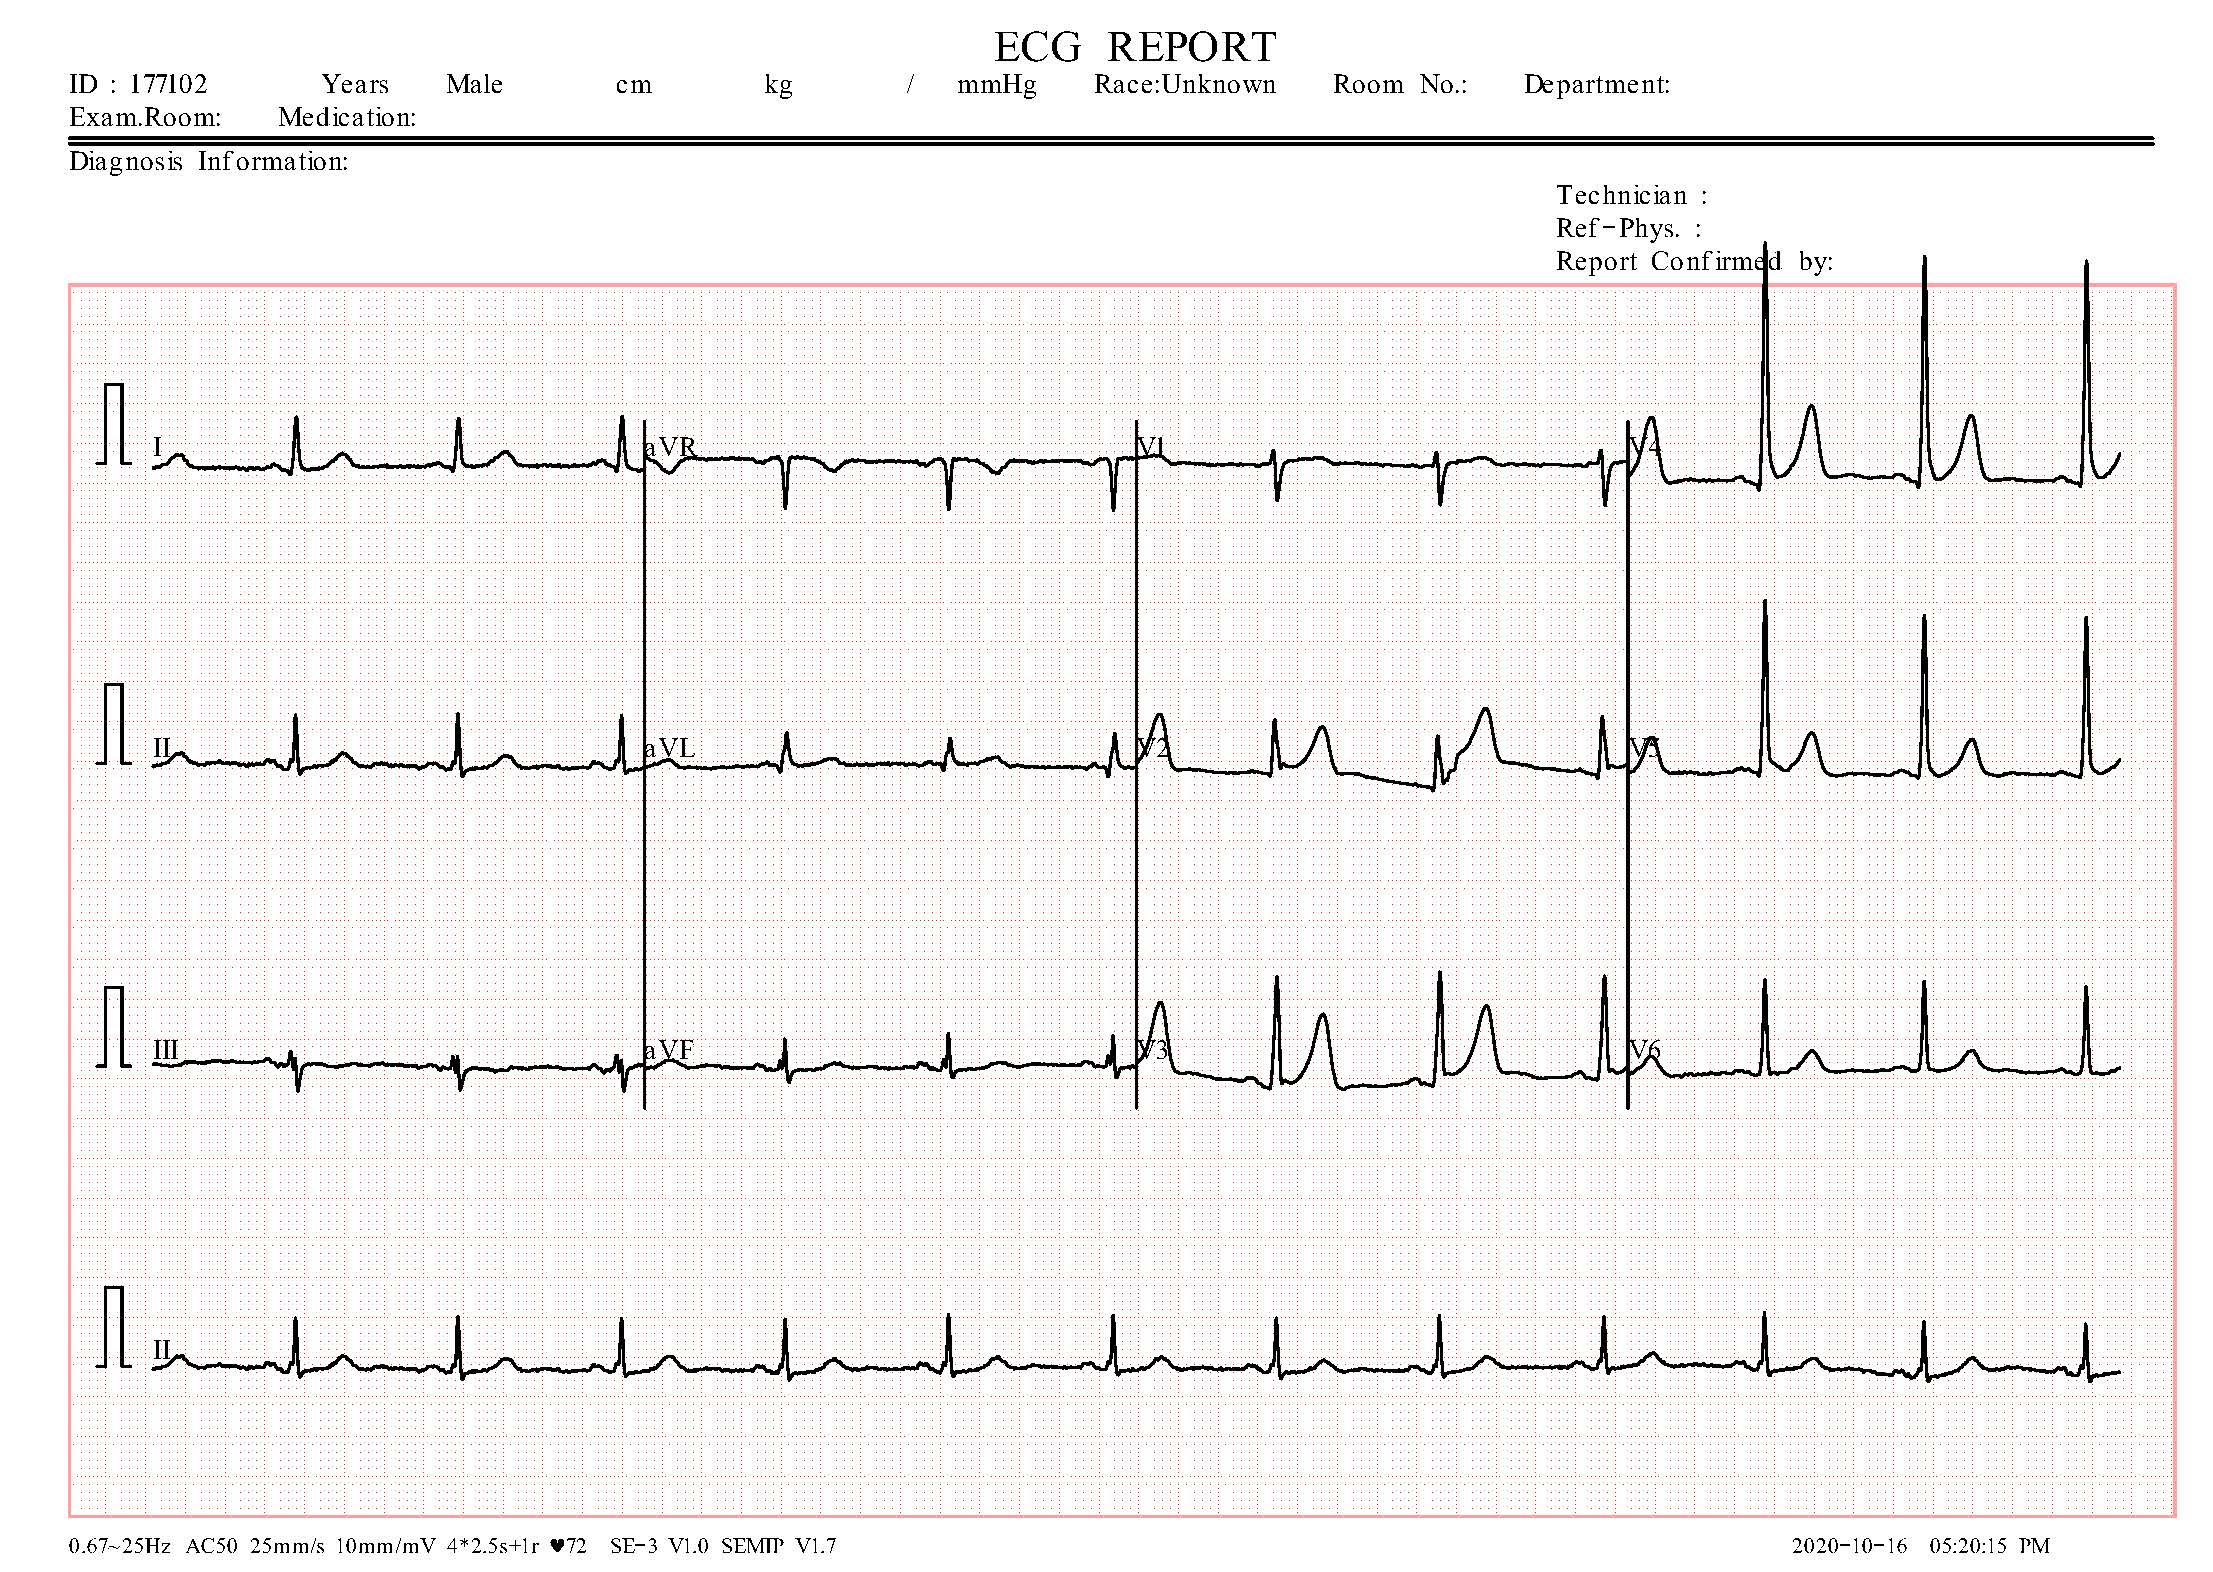 ECG REPORT
ID : 177102 Years Male cm kg / mmHg Race:Unknown Room No.: Department:
Exam.Room: Medication:
Diagnosis Information:
Technician :
Ref-Phys. :
Report Confirmed by:
I aVR V1 V4
II aVL V2 V5
III aVF V3 V6
II
0.67~25Hz AC50 25mm/s 10mm/mV 4*2.5s+1r ♥72 SE-3 V1.0 SEMIP V1.7 2020-10-16 05:20:15 PM